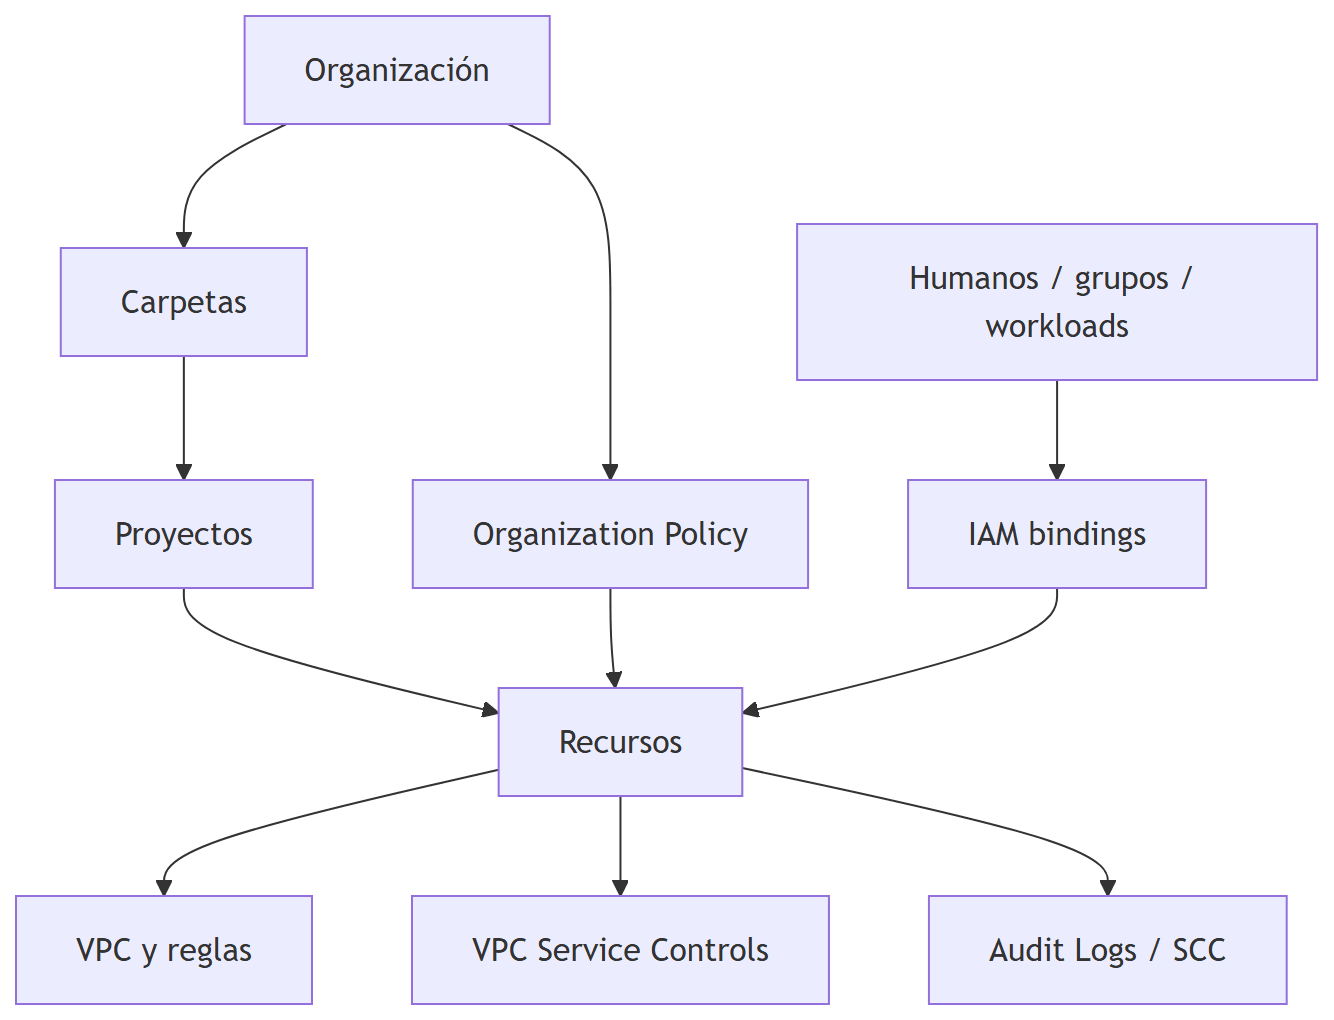 Organización
Carpetas
Humanos / grupos /
workloads
Proyectos
Organization Policy
IAM bindings
Recursos
VPC y reglas
VPC Service Controls
Audit Logs / SCC